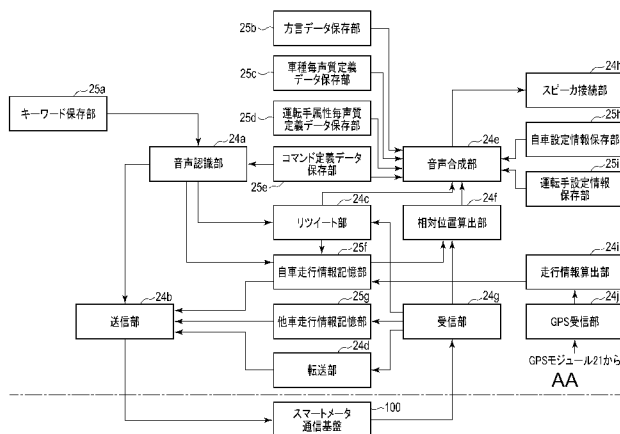 25b
方言データ保存部
25c
車種毎声質定義
データ保存部
25d
運転手属性毎声質
定義データ保存部
25a
キーワード保存部
24a
音声認識部
コマンド定義データ
保存部
25e
24e
音声合成部
24h
スピーカ接続部
25h
自車設定情報保存部
25i
運転手設定情報
保存部
24c
リツイート部
24f
相対位置算出部
25f
自車走行情報記憶部
24i
走行情報算出部
24b
送信部
25g
他車走行情報記憶部
24g
受信部
24j
GPS受信部
24d
転送部
GPSモジュール21から
AA
100
スマートメータ
通信基盤